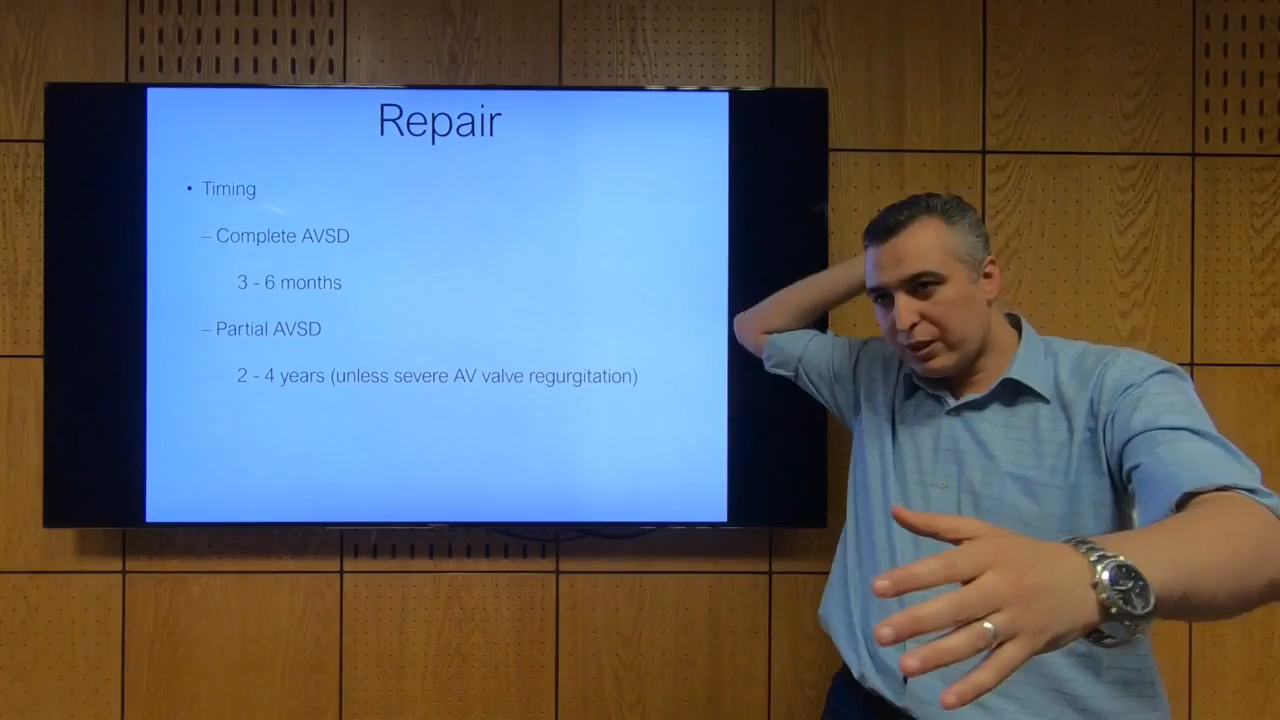 Repair
• Timing
– Complete AVSD
3 - 6 months
– Partial AVSD
2 - 4 years (unless severe AV valve regurgitation)